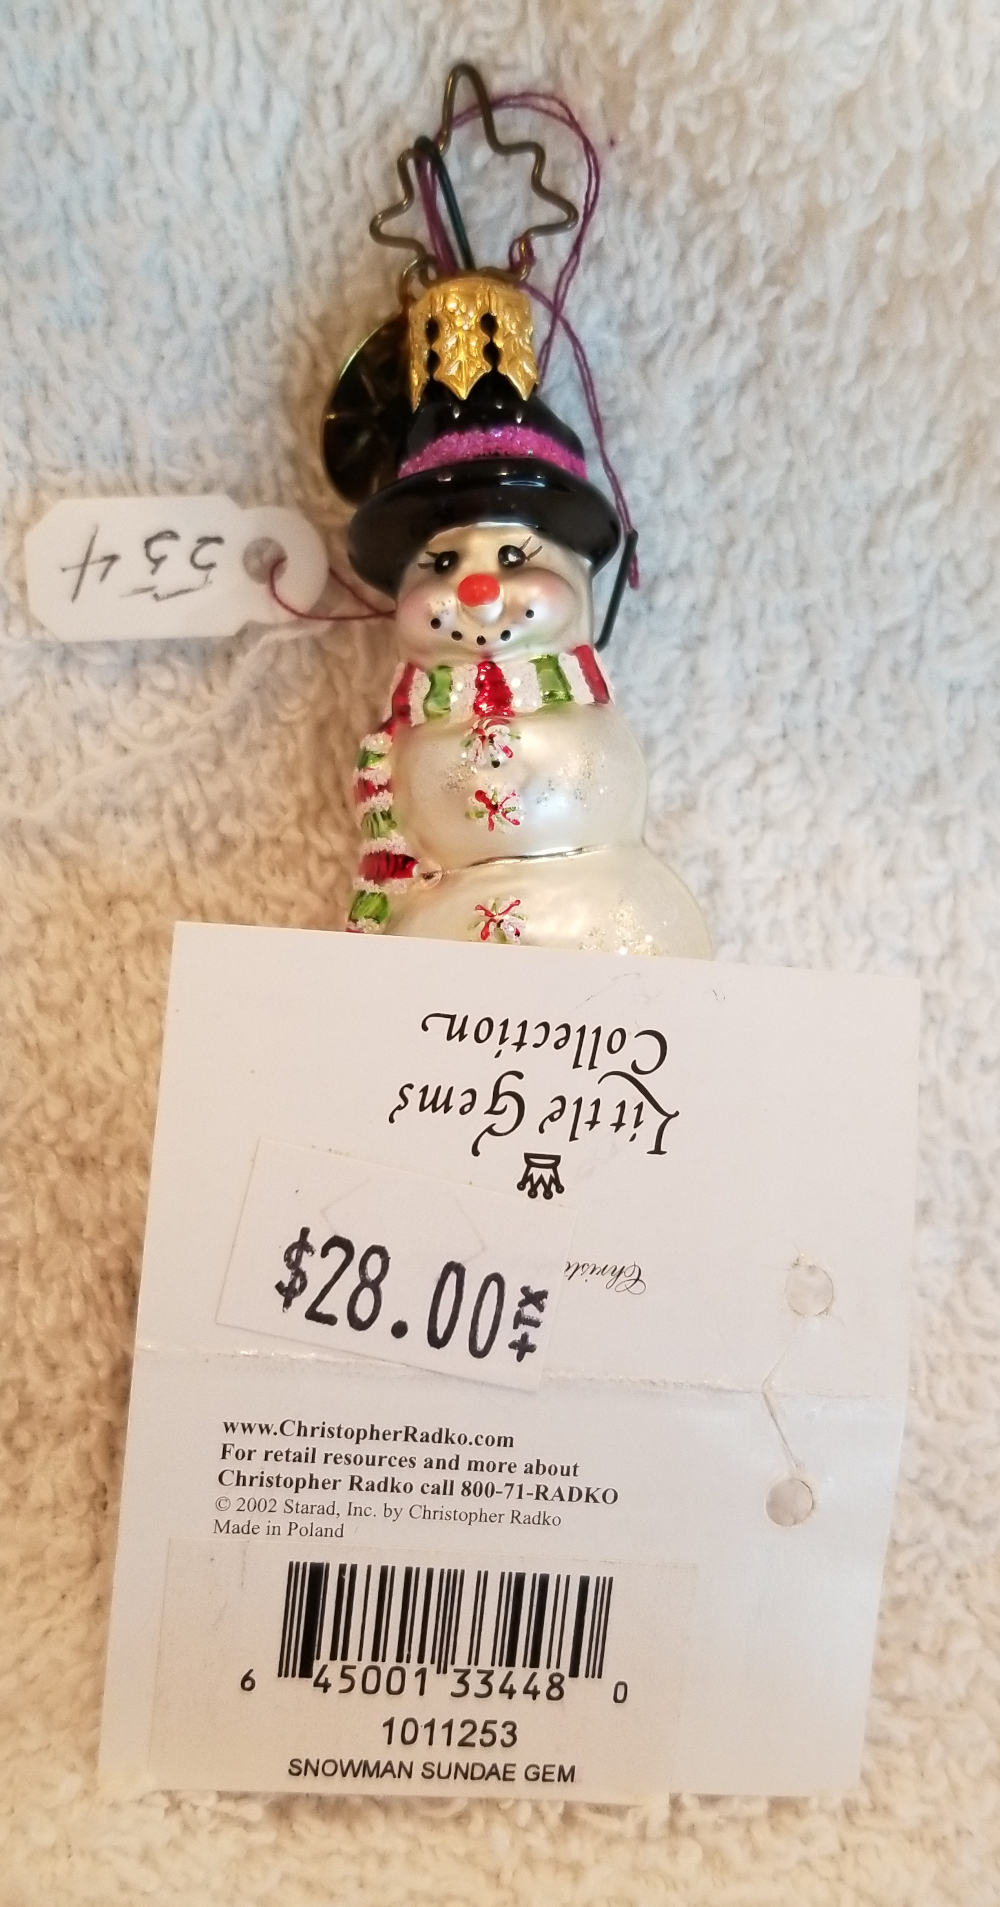 Christ
Little Gems
Collection
$28.00 +TX
www.ChristopherRadko.com
For retail resources and more about
Christopher Radko call 800-71-RADKO
© 2002 Starad, Inc. by Christopher Radko
Made in Poland
6 45001 33448 0
1011253
SNOWMAN SUNDAE GEM